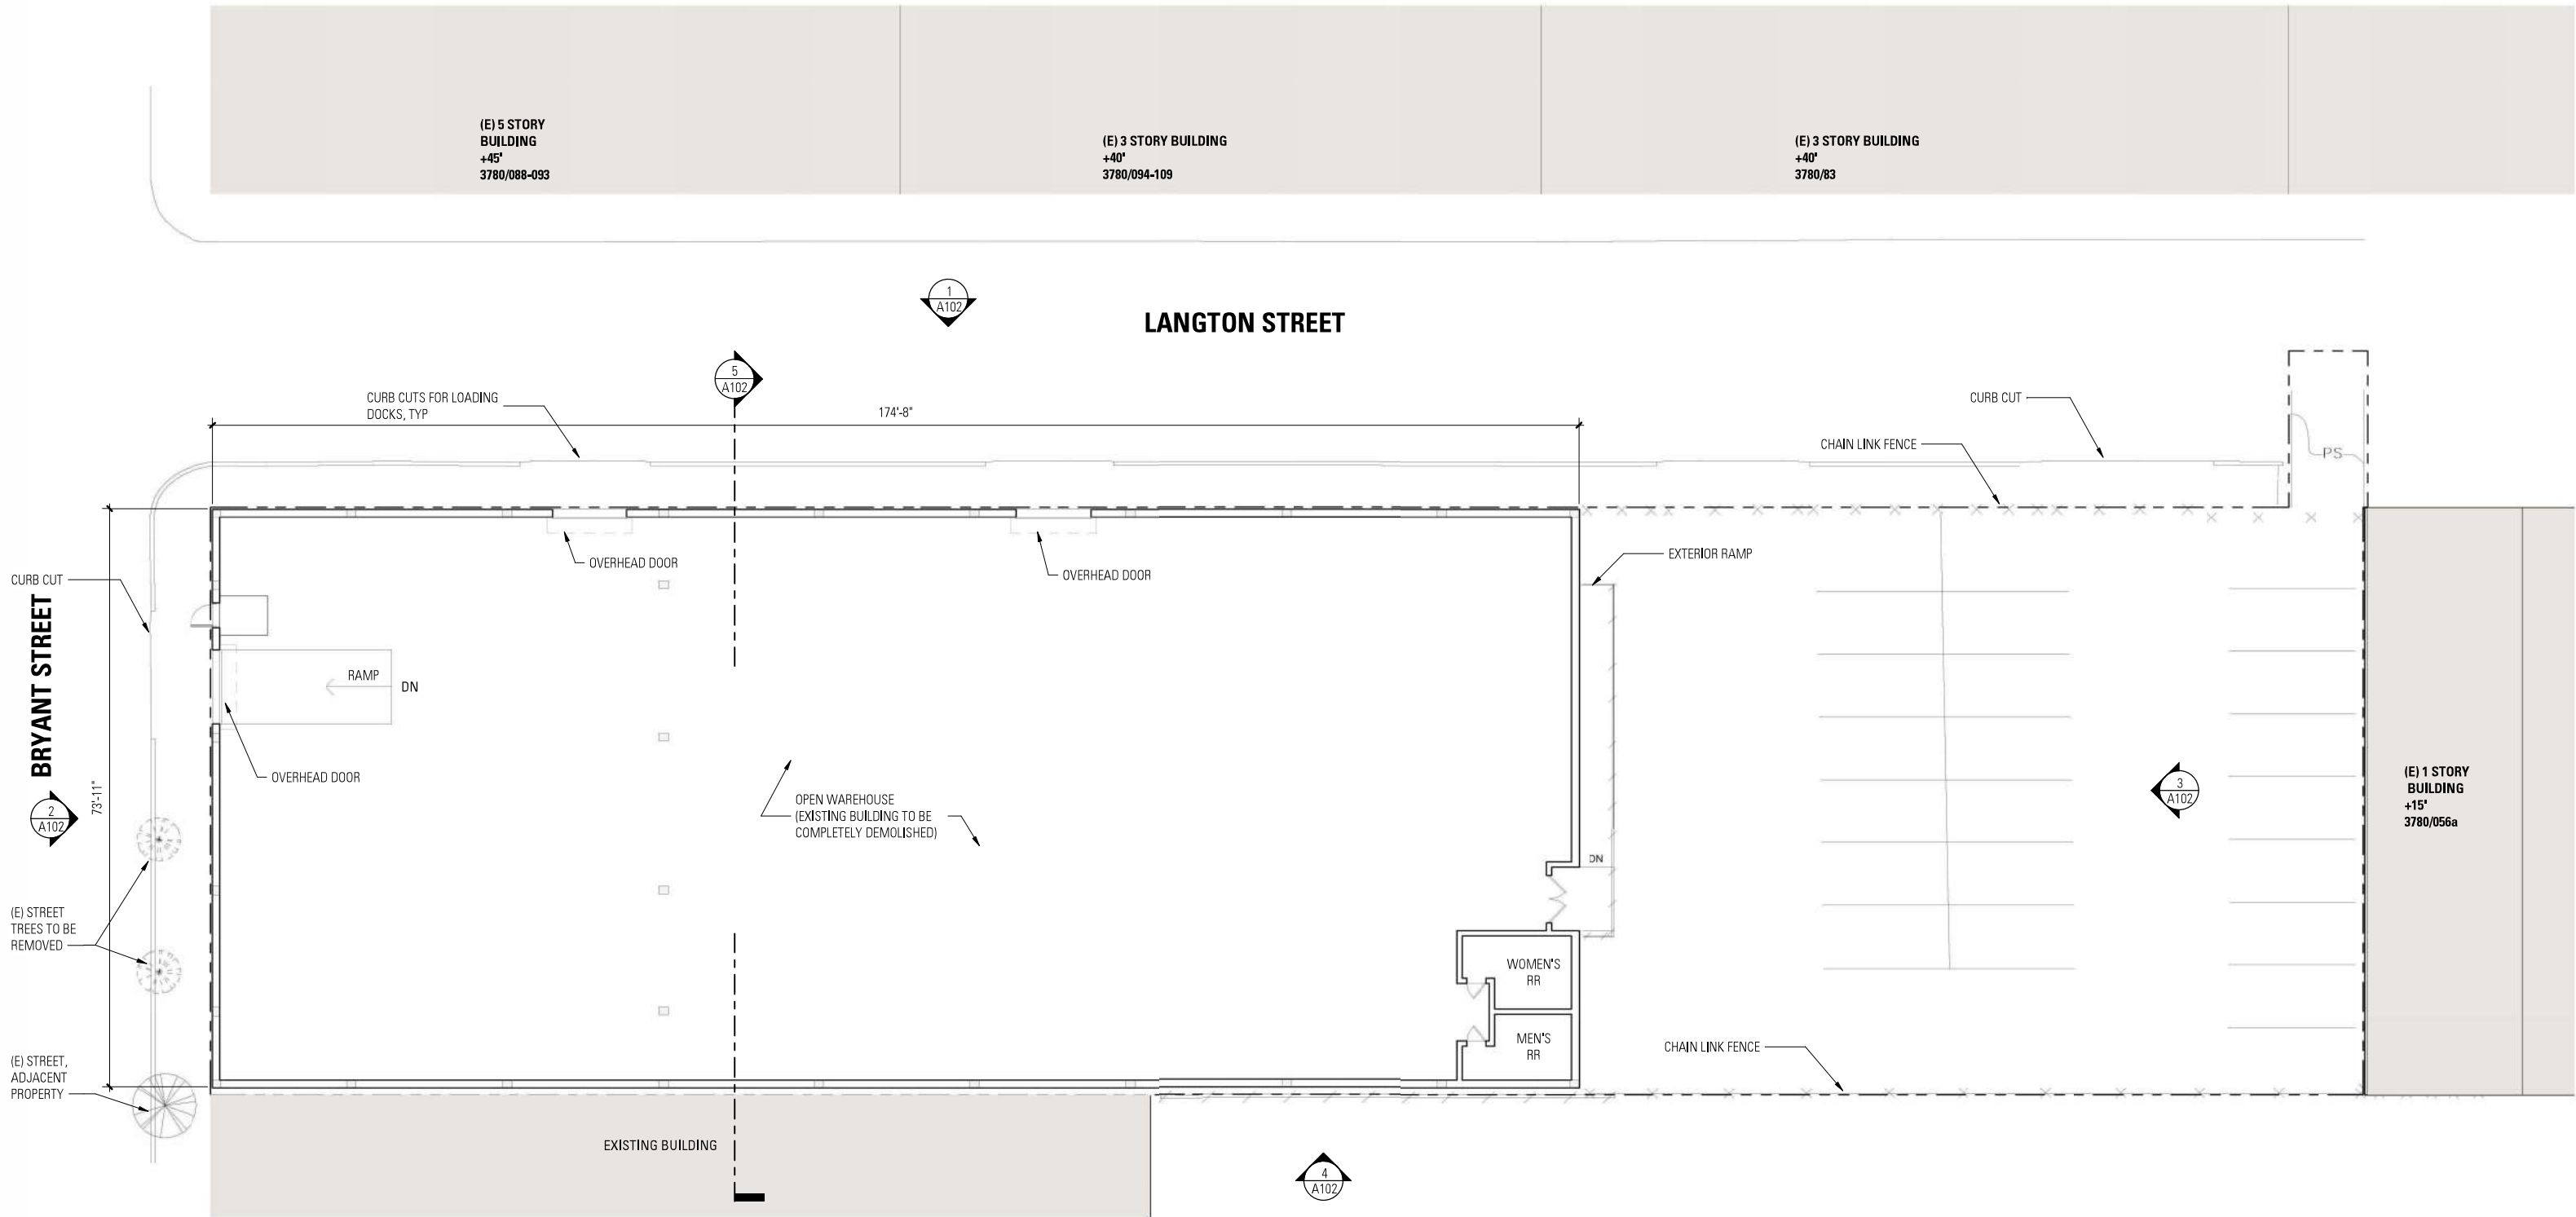 (E) 5 STORY
BUILDING
+45'
3780/088-093
(E) 3 STORY BUILDING
+40'
3780/094-109
(E) 3 STORY BUILDING
+40'
3780/83
1
A102
LANGTON STREET
5
A102
CURB CUTS FOR LOADING
DOCKS, TYP
174'-8"
CURB CUT
CHAIN LINK FENCE
PS
OVERHEAD DOOR
OVERHEAD DOOR
EXTERIOR RAMP
CURB CUT
BRYANT STREET
RAMP
DN
OVERHEAD DOOR
73'-11"
2
A102
OPEN WAREHOUSE
(EXISTING BUILDING TO BE
COMPLETELY DEMOLISHED)
3
A102
(E) 1 STORY
BUILDING
+15'
3780/056a
DN
(E) STREET
TREES TO BE
REMOVED
WOMEN'S
RR
MEN'S
RR
CHAIN LINK FENCE
(E) STREET,
ADJACENT
PROPERTY
EXISTING BUILDING
4
A102